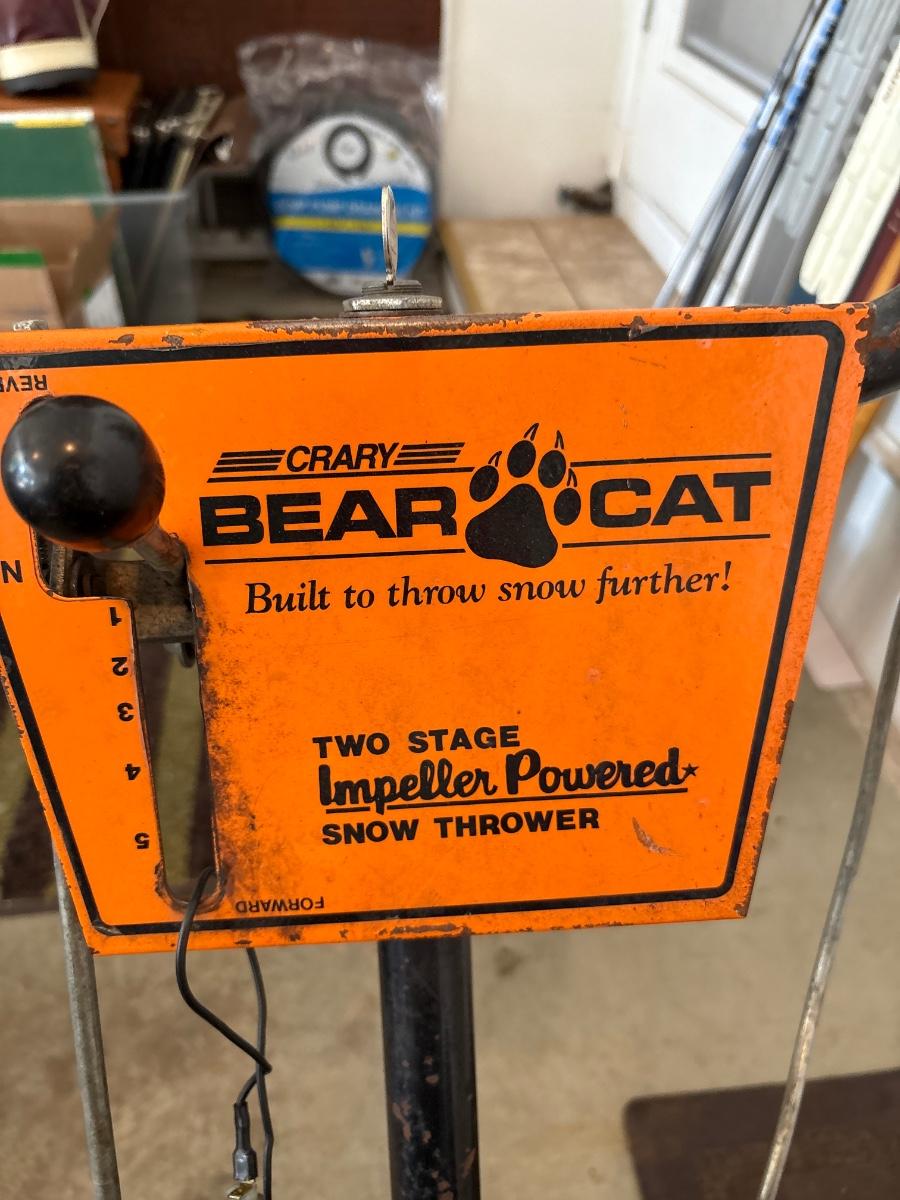 CRARY
BEAR CAT
Built to throw snow further!
TWO STAGE
Impeller Powered★
SNOW THROWER
N
1
2
3
4
5
FORWARD